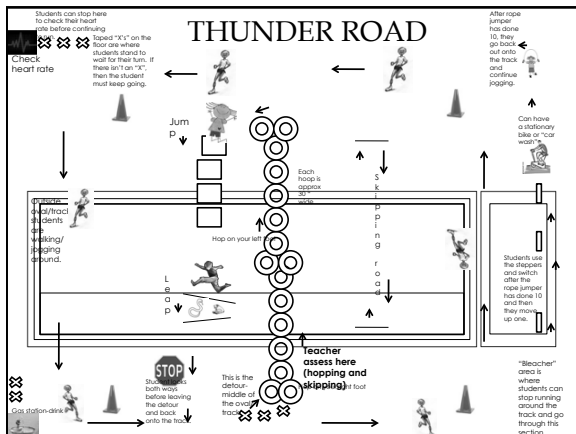 THUNDER ROAD
Students can stop here
to check their heart
rate before continuing
Taped "X's" on the
floor are where
students stand to
wait for their turn. If
there isn't an "X",
then the student
must keep going.
Check
heart rate
After rope
jumper
has done
10, they
go back
out onto
the track
and
continue
jogging.
Can have
a stationary
bike or "car
wash"
Jum
p
Each
hoop is
approx
30 "
wide
Skipping road
Outside
oval/track
students
are
walking/
jogging
around.
Hop on your left foot
Leap
Students use
the steppers
and switch
after the
rope jumper
has done 10
and then
they move
up one.
Teacher
assess here
(hopping and
skipping)
right foot
STOP
Student looks
both ways
before leaving
the detour
and back
onto the track.
This is the
detour-
middle of
the oval
track
"Bleacher"
area is
where
students can
stop running
around the
track and go
through this
section
Gas station-drink